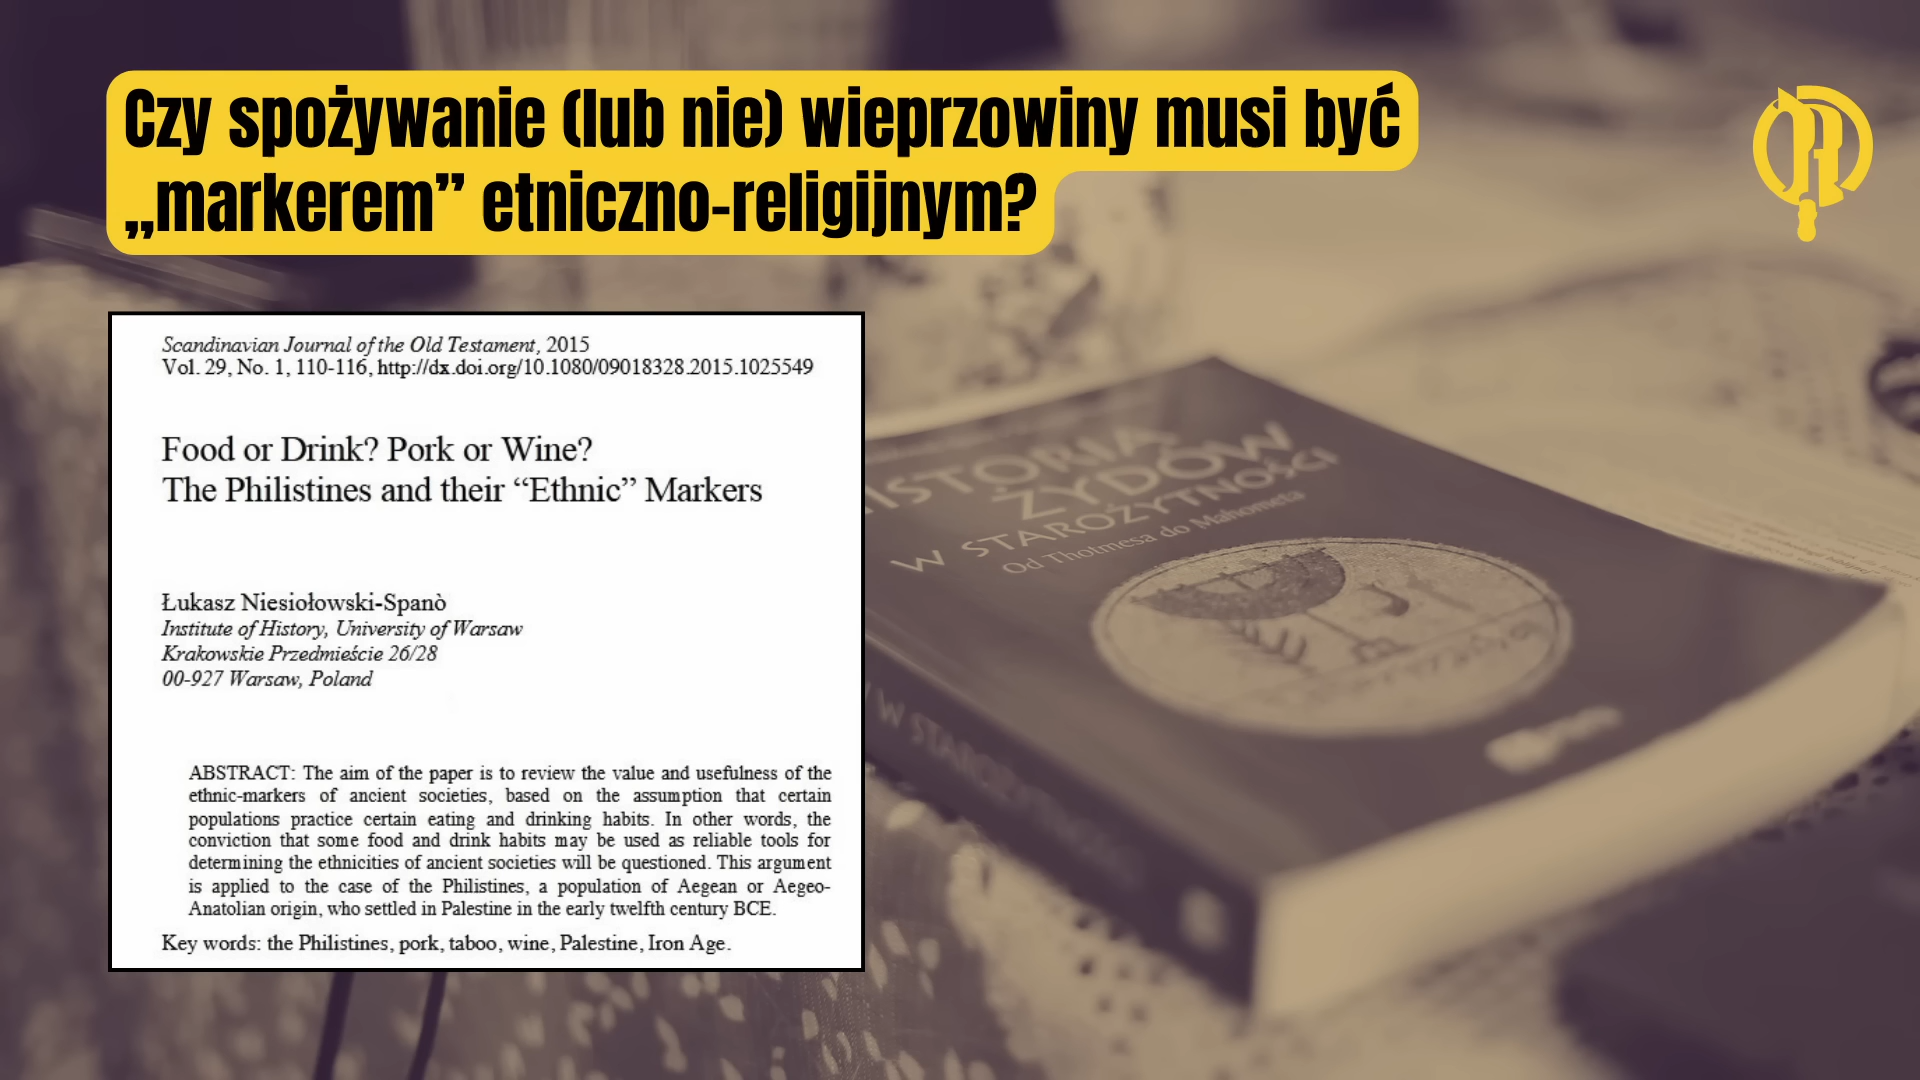 Czy spożywanie (lub nie) wieprzowiny musi być
„markerem” etniczno-religijnym?
Scandinavian Journal of the Old Testament, 2015
Vol. 29, No. 1, 110-116, http://dx.doi.org/10.1080/09018328.2015.1025549
Food or Drink? Pork or Wine?
The Philistines and their “Ethnic” Markers
Łukasz Niesiołowski-Spanò
Institute of History, University of Warsaw
Krakowskie Przedmieście 26/28
00-927 Warsaw, Poland
ABSTRACT: The aim of the paper is to review the value and usefulness of the
ethnic-markers of ancient societies, based on the assumption that certain
populations practice certain eating and drinking habits. In other words, the
conviction that some food and drink habits may be used as reliable tools for
determining the ethnicities of ancient societies will be questioned. This argument
is applied to the case of the Philistines, a population of Aegean or Aegeo-
Anatolian origin, who settled in Palestine in the early twelfth century BCE.
Key words: the Philistines, pork, taboo, wine, Palestine, Iron Age.
ISTORIA
ŻYDÓW
W STAROŻYTNOŚCI
Od Thotmesa do Mahometa
W STAROŻYTNOŚCI